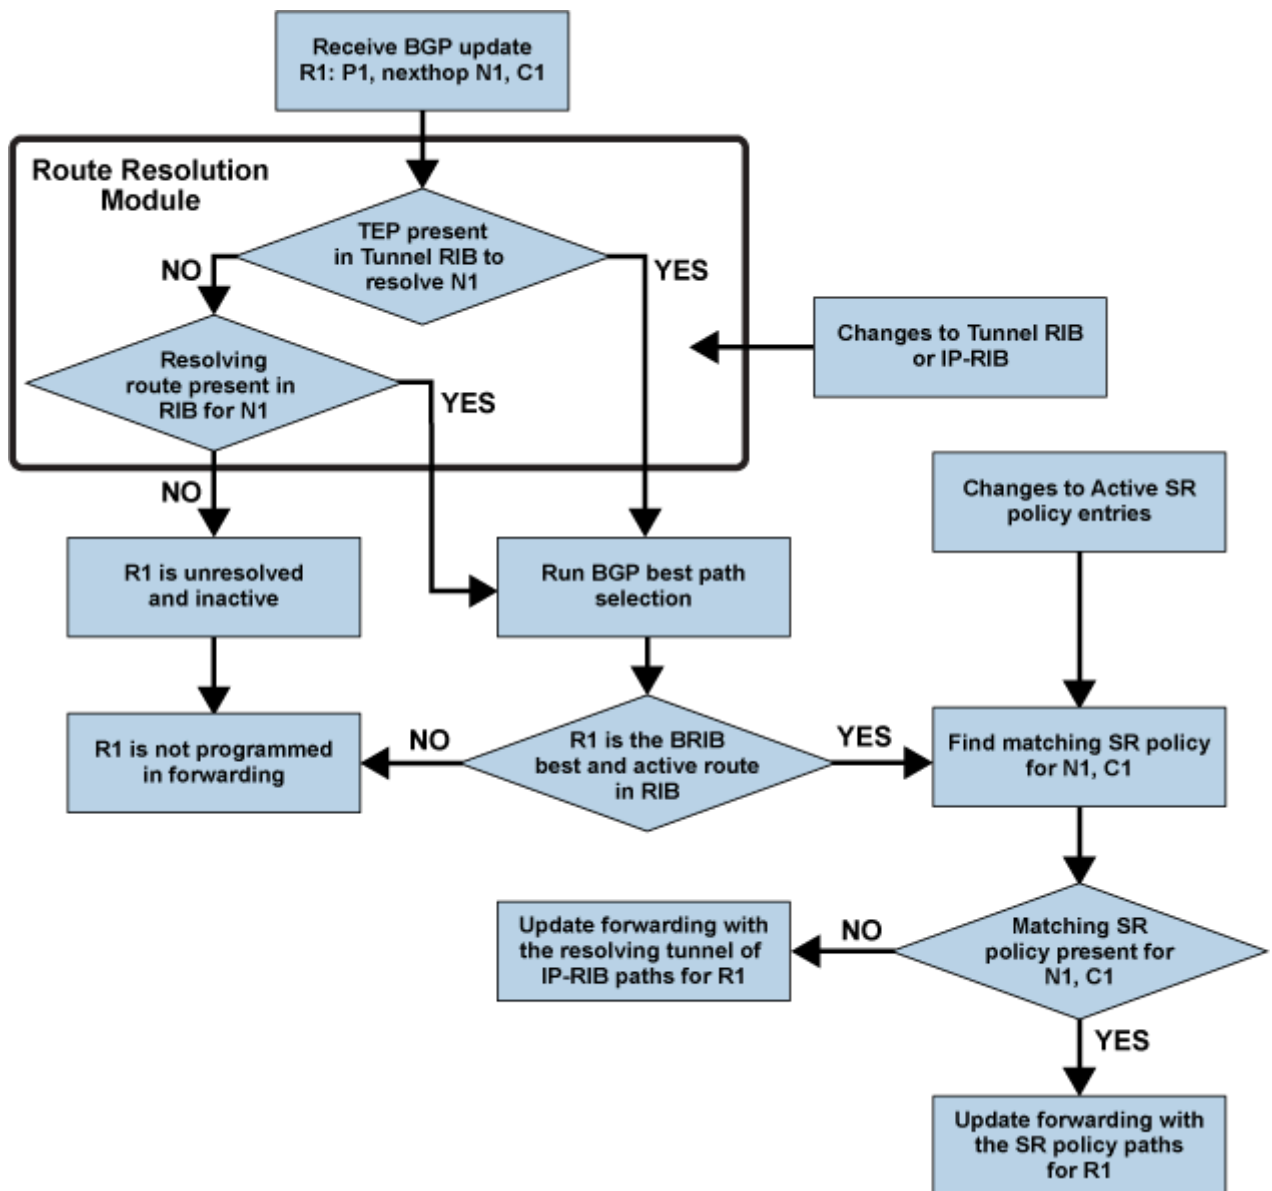 Receive BGP update
R1: P1, nexthop N1, C1
Route Resolution
Module
TEP present
in Tunnel RIB to
resolve N1
NO
YES
Changes to Tunnel RIB
or IP-RIB
Resolving
route present in
RIB for N1
YES
NO
Changes to Active SR
policy entries
R1 is unresolved
and inactive
Run BGP best path
selection
R1 is not programmed
in forwarding
NO
R1 is the BRIB
best and active route
in RIB
YES
Find matching SR policy
for N1, C1
Update forwarding with
the resolving tunnel of
IP-RIB paths for R1
NO
Matching SR
policy present for
N1, C1
YES
Update forwarding with
the SR policy paths
for R1